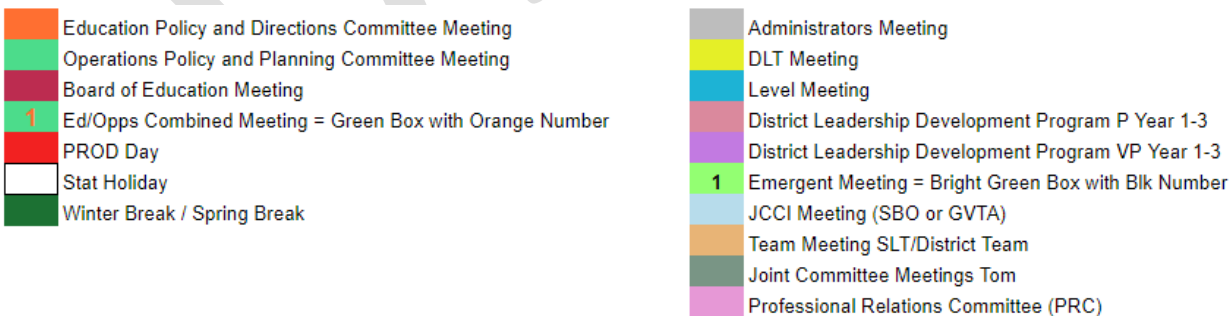 Education Policy and Directions Committee Meeting
Operations Policy and Planning Committee Meeting
Board of Education Meeting
1 Ed/Opps Combined Meeting = Green Box with Orange Number
PROD Day
Stat Holiday
Winter Break / Spring Break
Administrators Meeting
DLT Meeting
Level Meeting
District Leadership Development Program P Year 1-3
District Leadership Development Program VP Year 1-3
1 Emergent Meeting = Bright Green Box with Blk Number
JCCI Meeting (SBO or GVTA)
Team Meeting SLT/District Team
Joint Committee Meetings Tom
Professional Relations Committee (PRC)